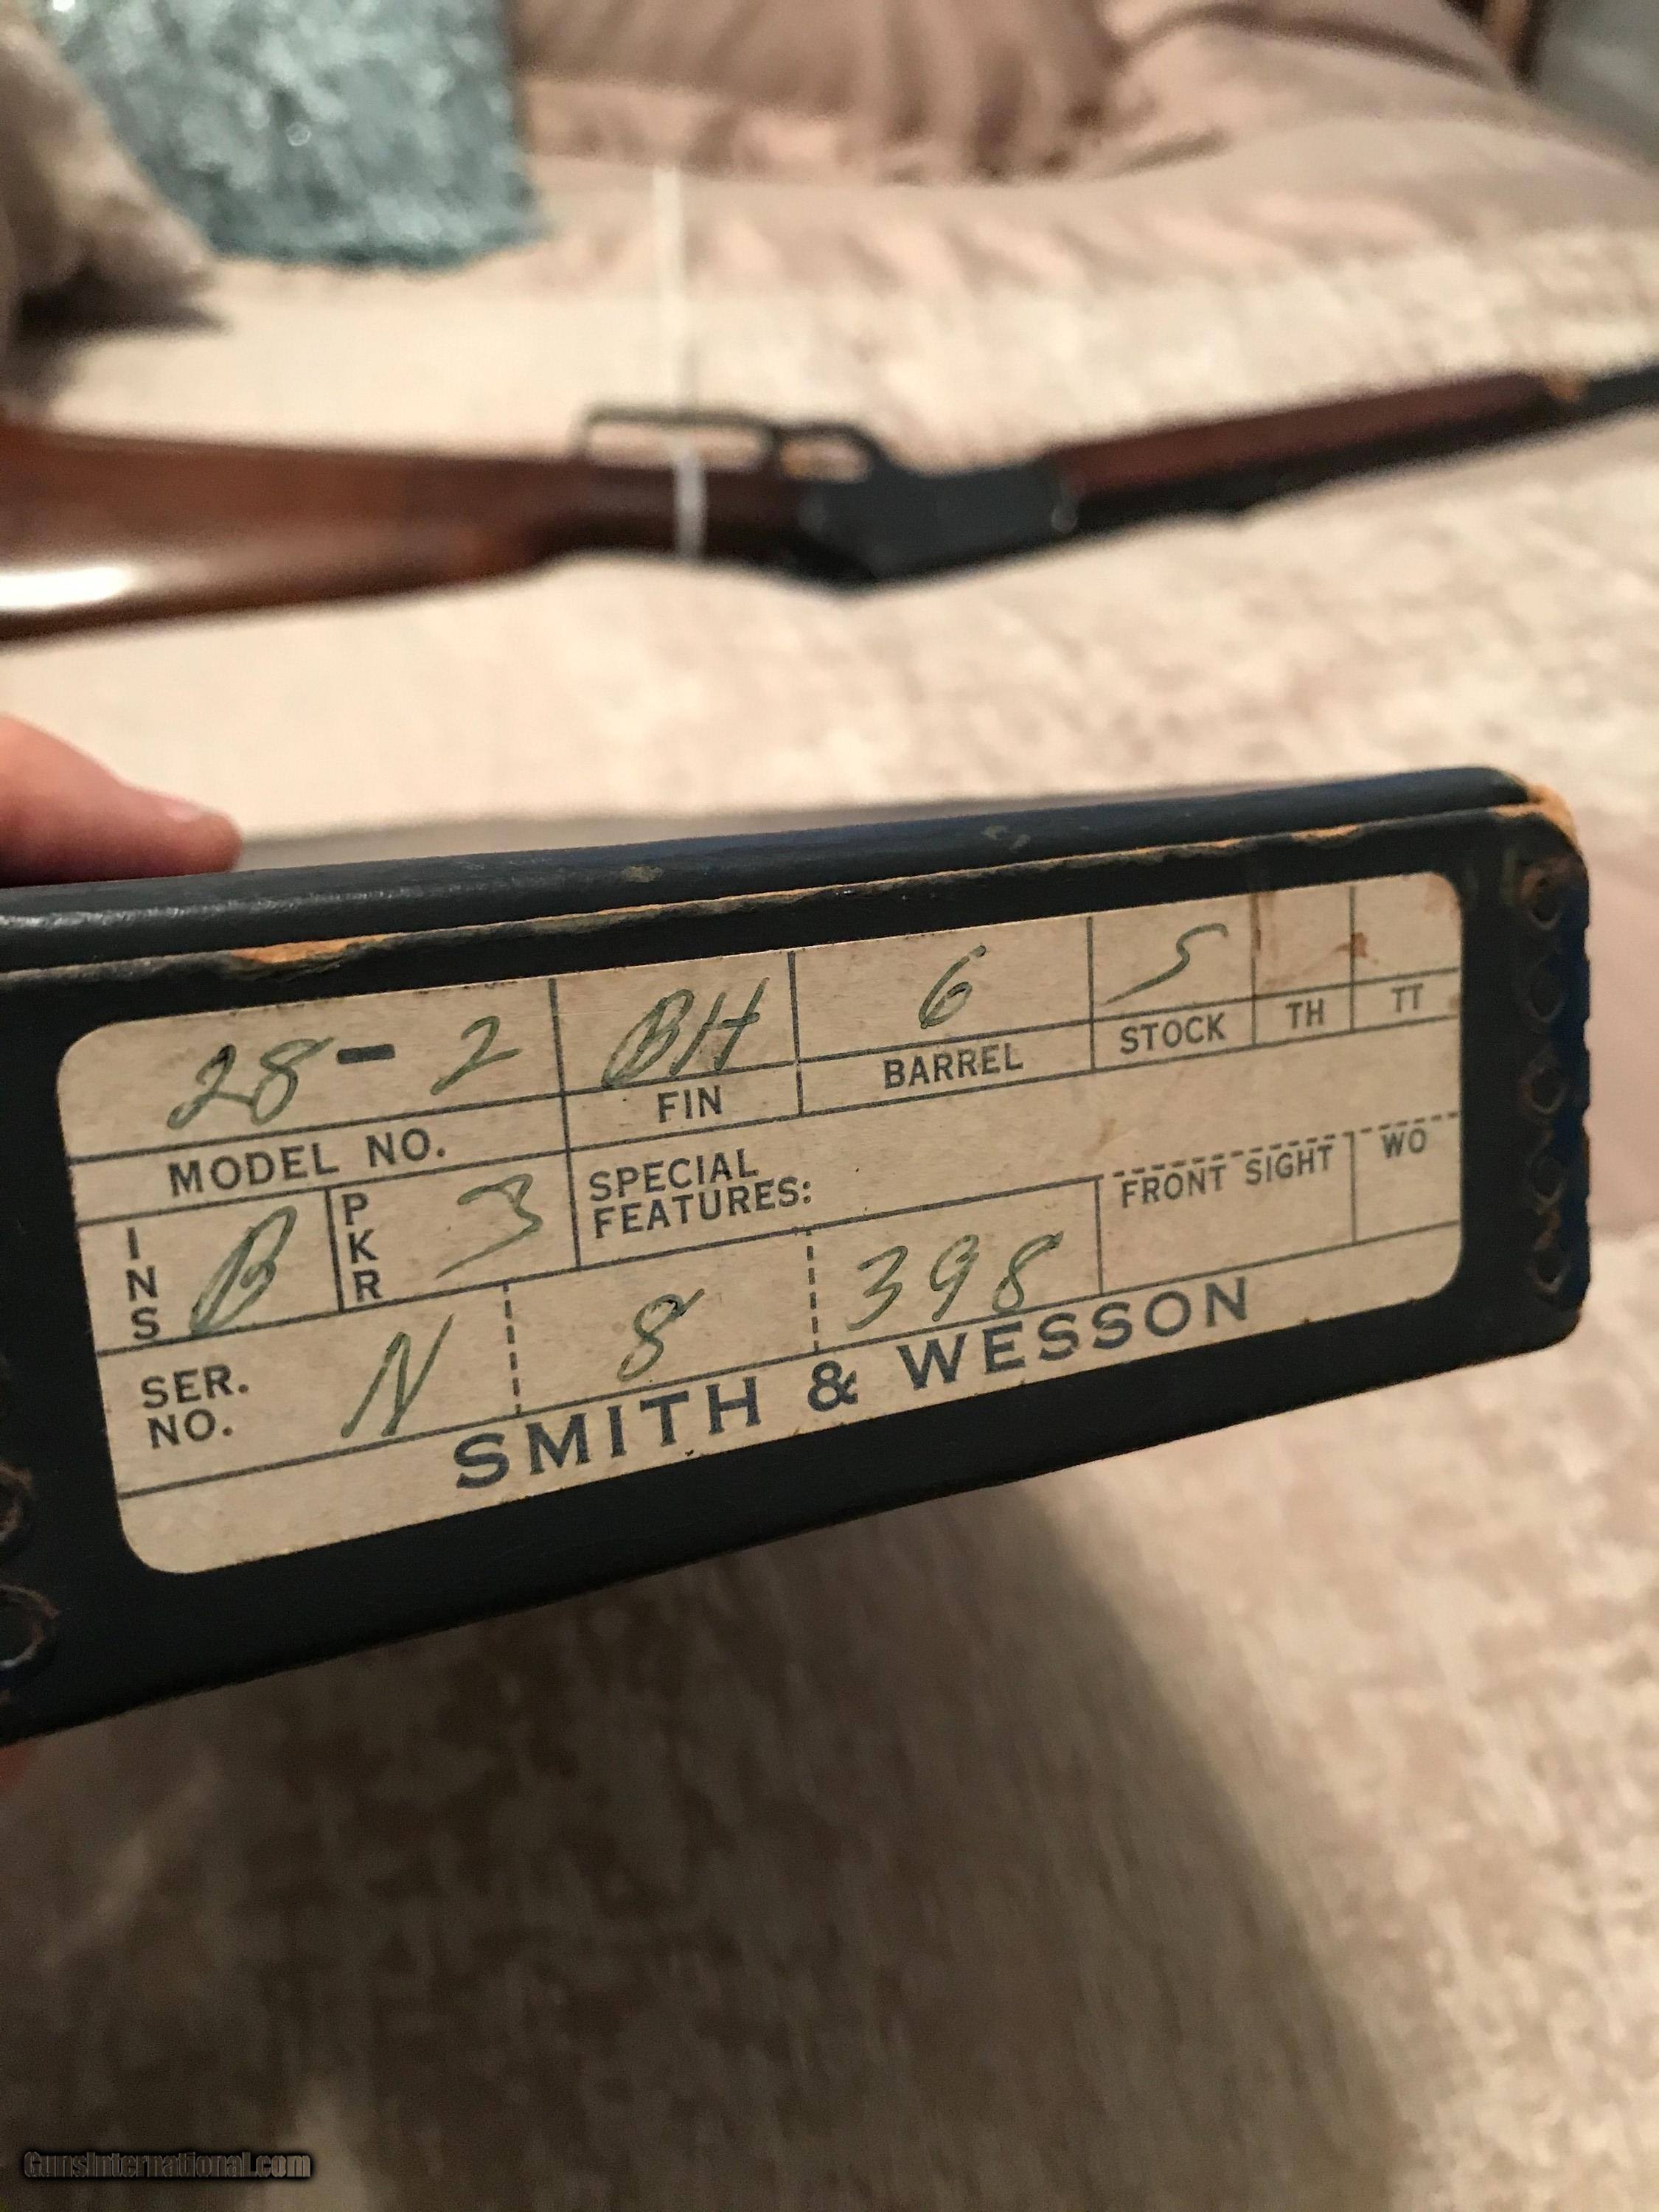 28-2 BH 6 5
MODEL NO. FIN BARREL STOCK TH TT
INS B PKR 3 SPECIAL
FEATURES:
FRONT SIGHT WO
SER.
NO. N 8 398
SMITH & WESSON
GunsInternational.com